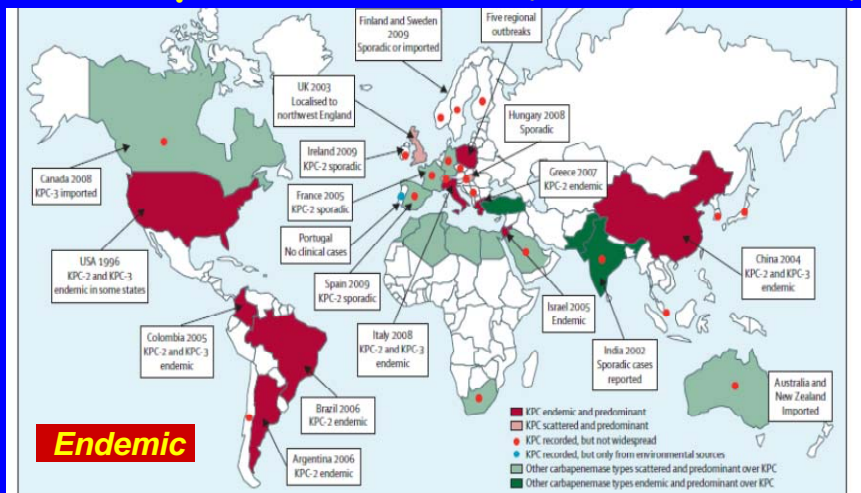 Finland and Sweden
2009
Sporadic or imported
Five regional
outbreaks
UK 2003
Localised to
northwest England
Hungary 2008
Sporadic
Ireland 2009
KPC-2 sporadic
Greece 2007
KPC-2 endemic
Canada 2008
KPC-3 imported
France 2005
KPC-2 sporadic
Portugal
No clinical cases
USA 1996
KPC-2 and KPC-3
endemic in some states
Spain 2009
KPC-2 sporadic
China 2004
KPC-2 and KPC-3
endemic
Israel 2005
Endemic
Colombia 2005
KPC-2 and KPC-3
endemic
Italy 2008
KPC-2 and KPC-3
endemic
India 2002
Sporadic cases
reported
Australia and
New Zealand
Imported
Brazil 2006
KPC-2 endemic
Endemic
Argentina 2006
KPC-2 endemic
KPC endemic and predominant
KPC scattered and predominant
KPC recorded, but not widespread
KPC recorded, but only from environmental sources
Other carbapenemase types scattered and predominant over KPC
Other carbapenemase types endemic and predominant over KPC